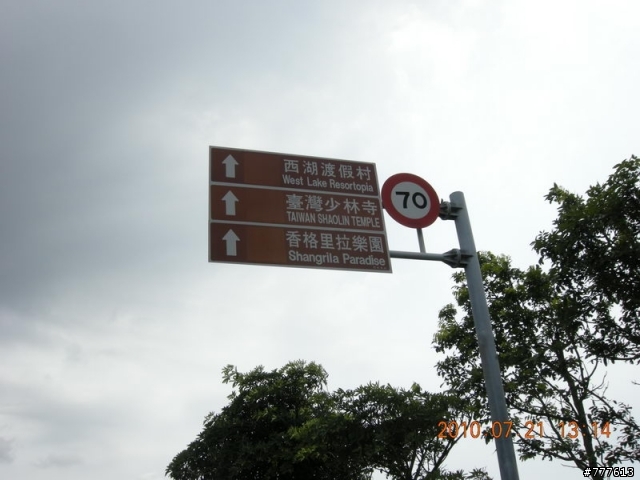 西湖渡假村
West Lake Resortopia
臺灣少林寺
TAIWAN SHAOLIN TEMPLE
香格里拉樂園
Shangrila Paradise
70
2010.07.21 13:14
#777613